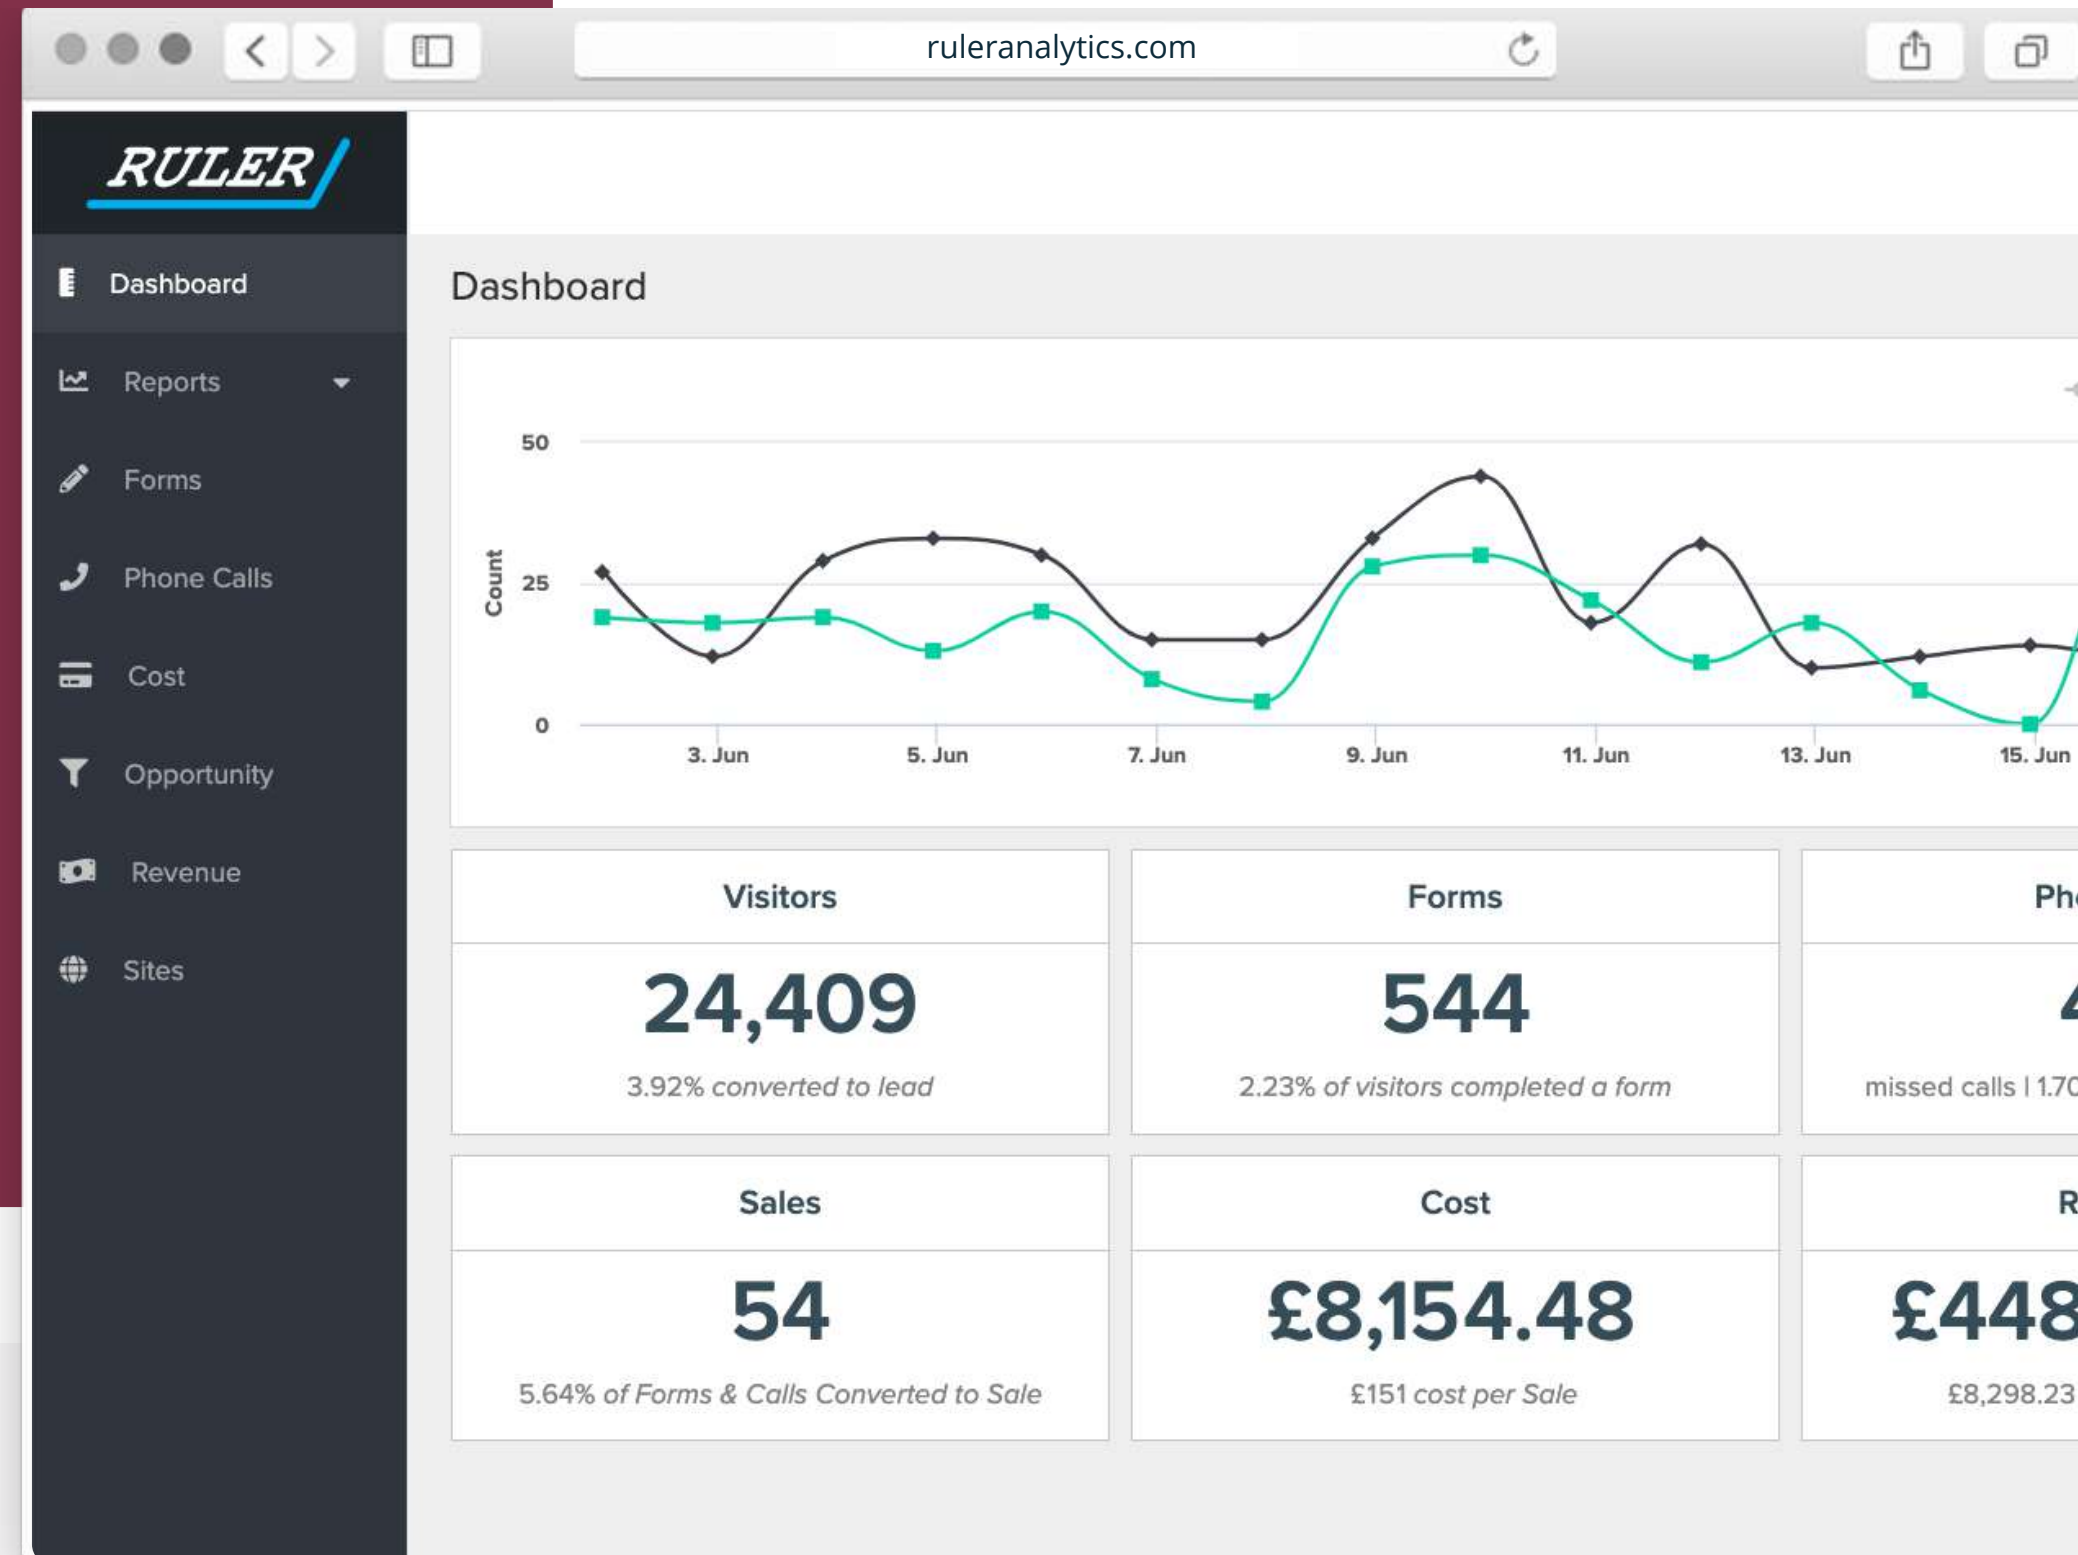 ruleranalytics.com
RULER
Dashboard
Reports
Forms
Phone Calls
Cost
Opportunity
Revenue
Sites
Dashboard
Count
50
25
0
3. Jun 5. Jun 7. Jun 9. Jun 11. Jun 13. Jun 15. Jun
Visitors
24,409
3.92% converted to lead
Forms
544
2.23% of visitors completed a form
missed calls | 1.70
Sales
54
5.64% of Forms & Calls Converted to Sale
Cost
£8,154.48
£151 cost per Sale
£448
£8,298.23